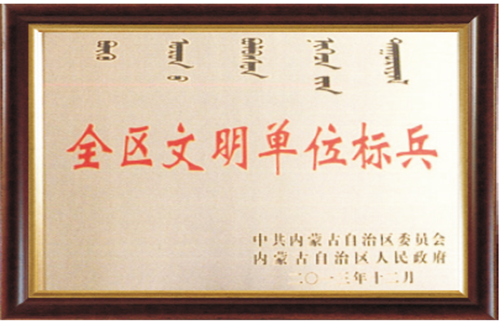 全区文明单位标兵
中共内蒙古自治区委员会
内蒙古自治区人民政府
二〇一三年十二月